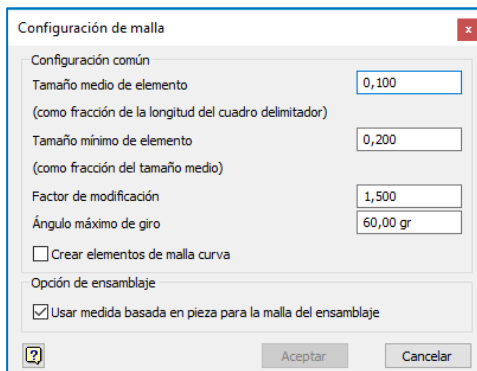 Configuración de malla
x
Configuración común
Tamaño medio de elemento 0,100
(como fracción de la longitud del cuadro delimitador)
Tamaño mínimo de elemento 0,200
(como fracción del tamaño medio)
Factor de modificación 1,500
Ángulo máximo de giro 60,00 gr
Crear elementos de malla curva
Opción de ensamblaje
Usar medida basada en pieza para la malla del ensamblaje
? Aceptar Cancelar